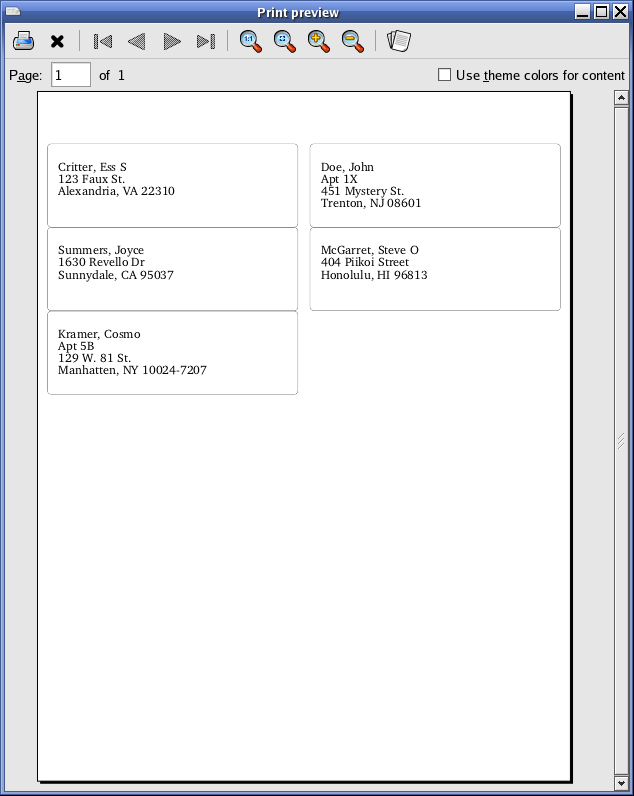 Print preview
1:1
Page: 1 of 1
Use theme colors for content
Critter, Ess S
123 Faux St.
Alexandria, VA 22310
Doe, John
Apt 1X
451 Mystery St.
Trenton, NJ 08601
Summers, Joyce
1630 Revello Dr
Sunnydale, CA 95037
McGarret, Steve O
404 Piikoi Street
Honolulu, HI 96813
Kramer, Cosmo
Apt 5B
129 W. 81 St.
Manhatten, NY 10024-7207